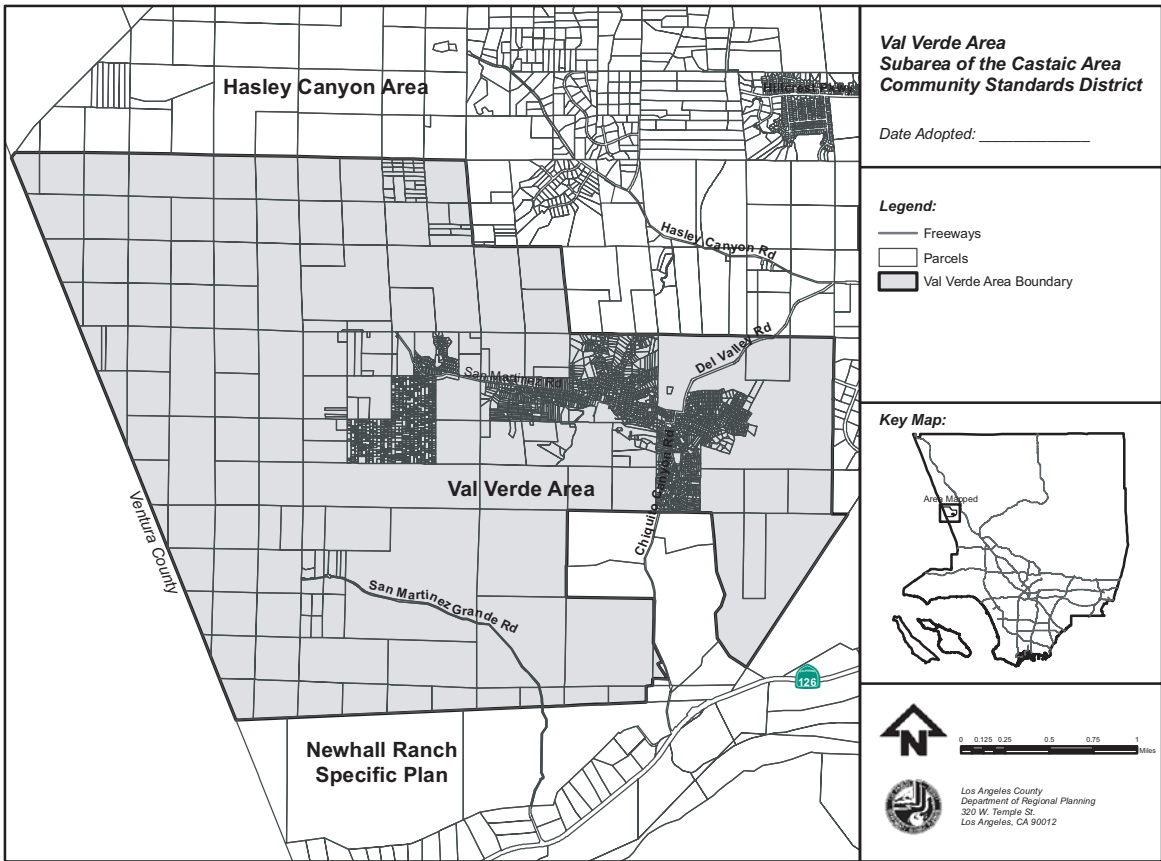 Val Verde Area
Subarea of the Castaic Area
Community Standards District
Date Adopted: ______________
Legend:
Freeways
Parcels
Val Verde Area Boundary
Key Map:
Area Mapped
0 0.125 0.25 0.5 0.75 1
Miles
N
Los Angeles County
Department of Regional Planning
320 W. Temple St.
Los Angeles, CA 90012
Hasley Canyon Area
Hillcrest Pkwy
Hasley Canyon Rd
Del Valley Rd
San Martinez Rd
Chiquito Canyon Rd
Val Verde Area
Ventura County
San Martinez Grande Rd
126
Newhall Ranch
Specific Plan